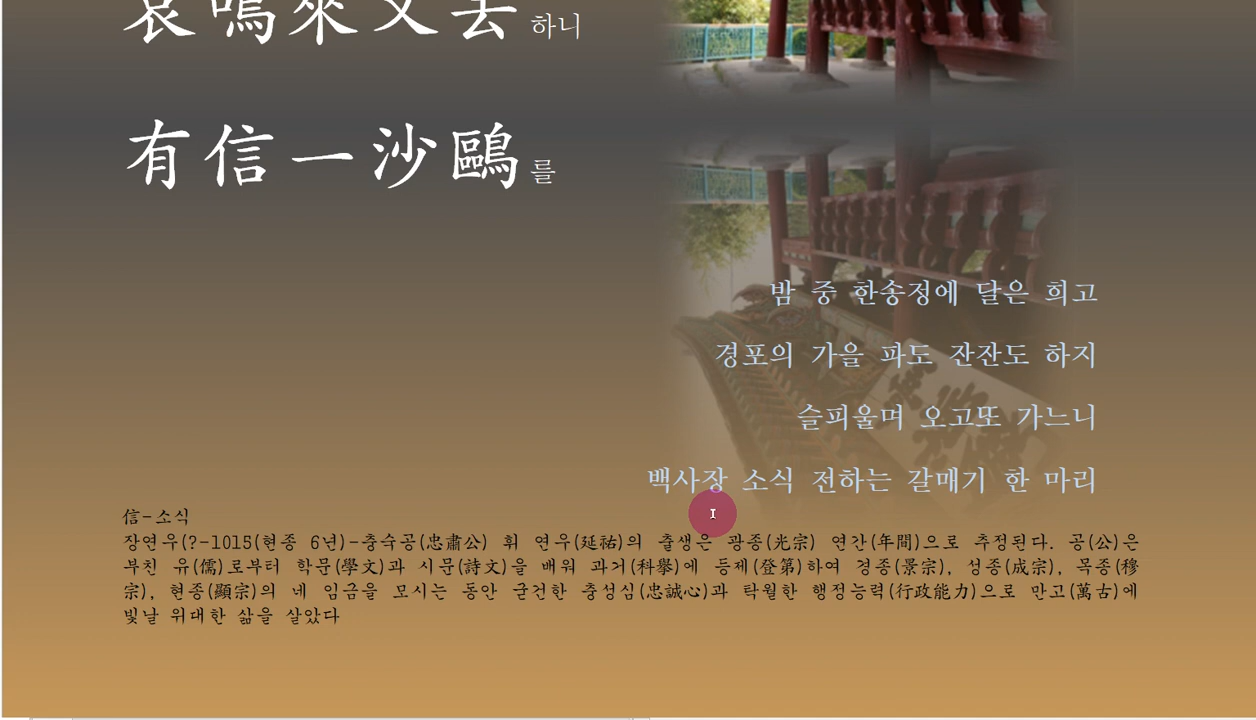 哀鳴來又去하니
有信一沙鷗를
밤 중 한송정에 달은 희고
경포의 가을 파도 잔잔도 하지
슬피울며 오고또 가느니
백사장 소식 전하는 갈매기 한 마리
信-소식
장연우(?-1015(현종 6년)-충숙공(忠肅公) 휘 연우(延祐)의 출생은 광종(光宗) 연간(年間)으로 추정된다. 공(公)은
부친 유(儒)로부터 학문(學文)과 시문(詩文)을 배워 과거(科擧)에 등제(登第)하여 경종(景宗), 성종(成宗), 목종(穆
宗), 현종(顯宗)의 네 임금을 모시는 동안 굳건한 충성심(忠誠心)과 탁월한 행정능력(行政能力)으로 만고(萬古)에
빛날 위대한 삶을 살았다